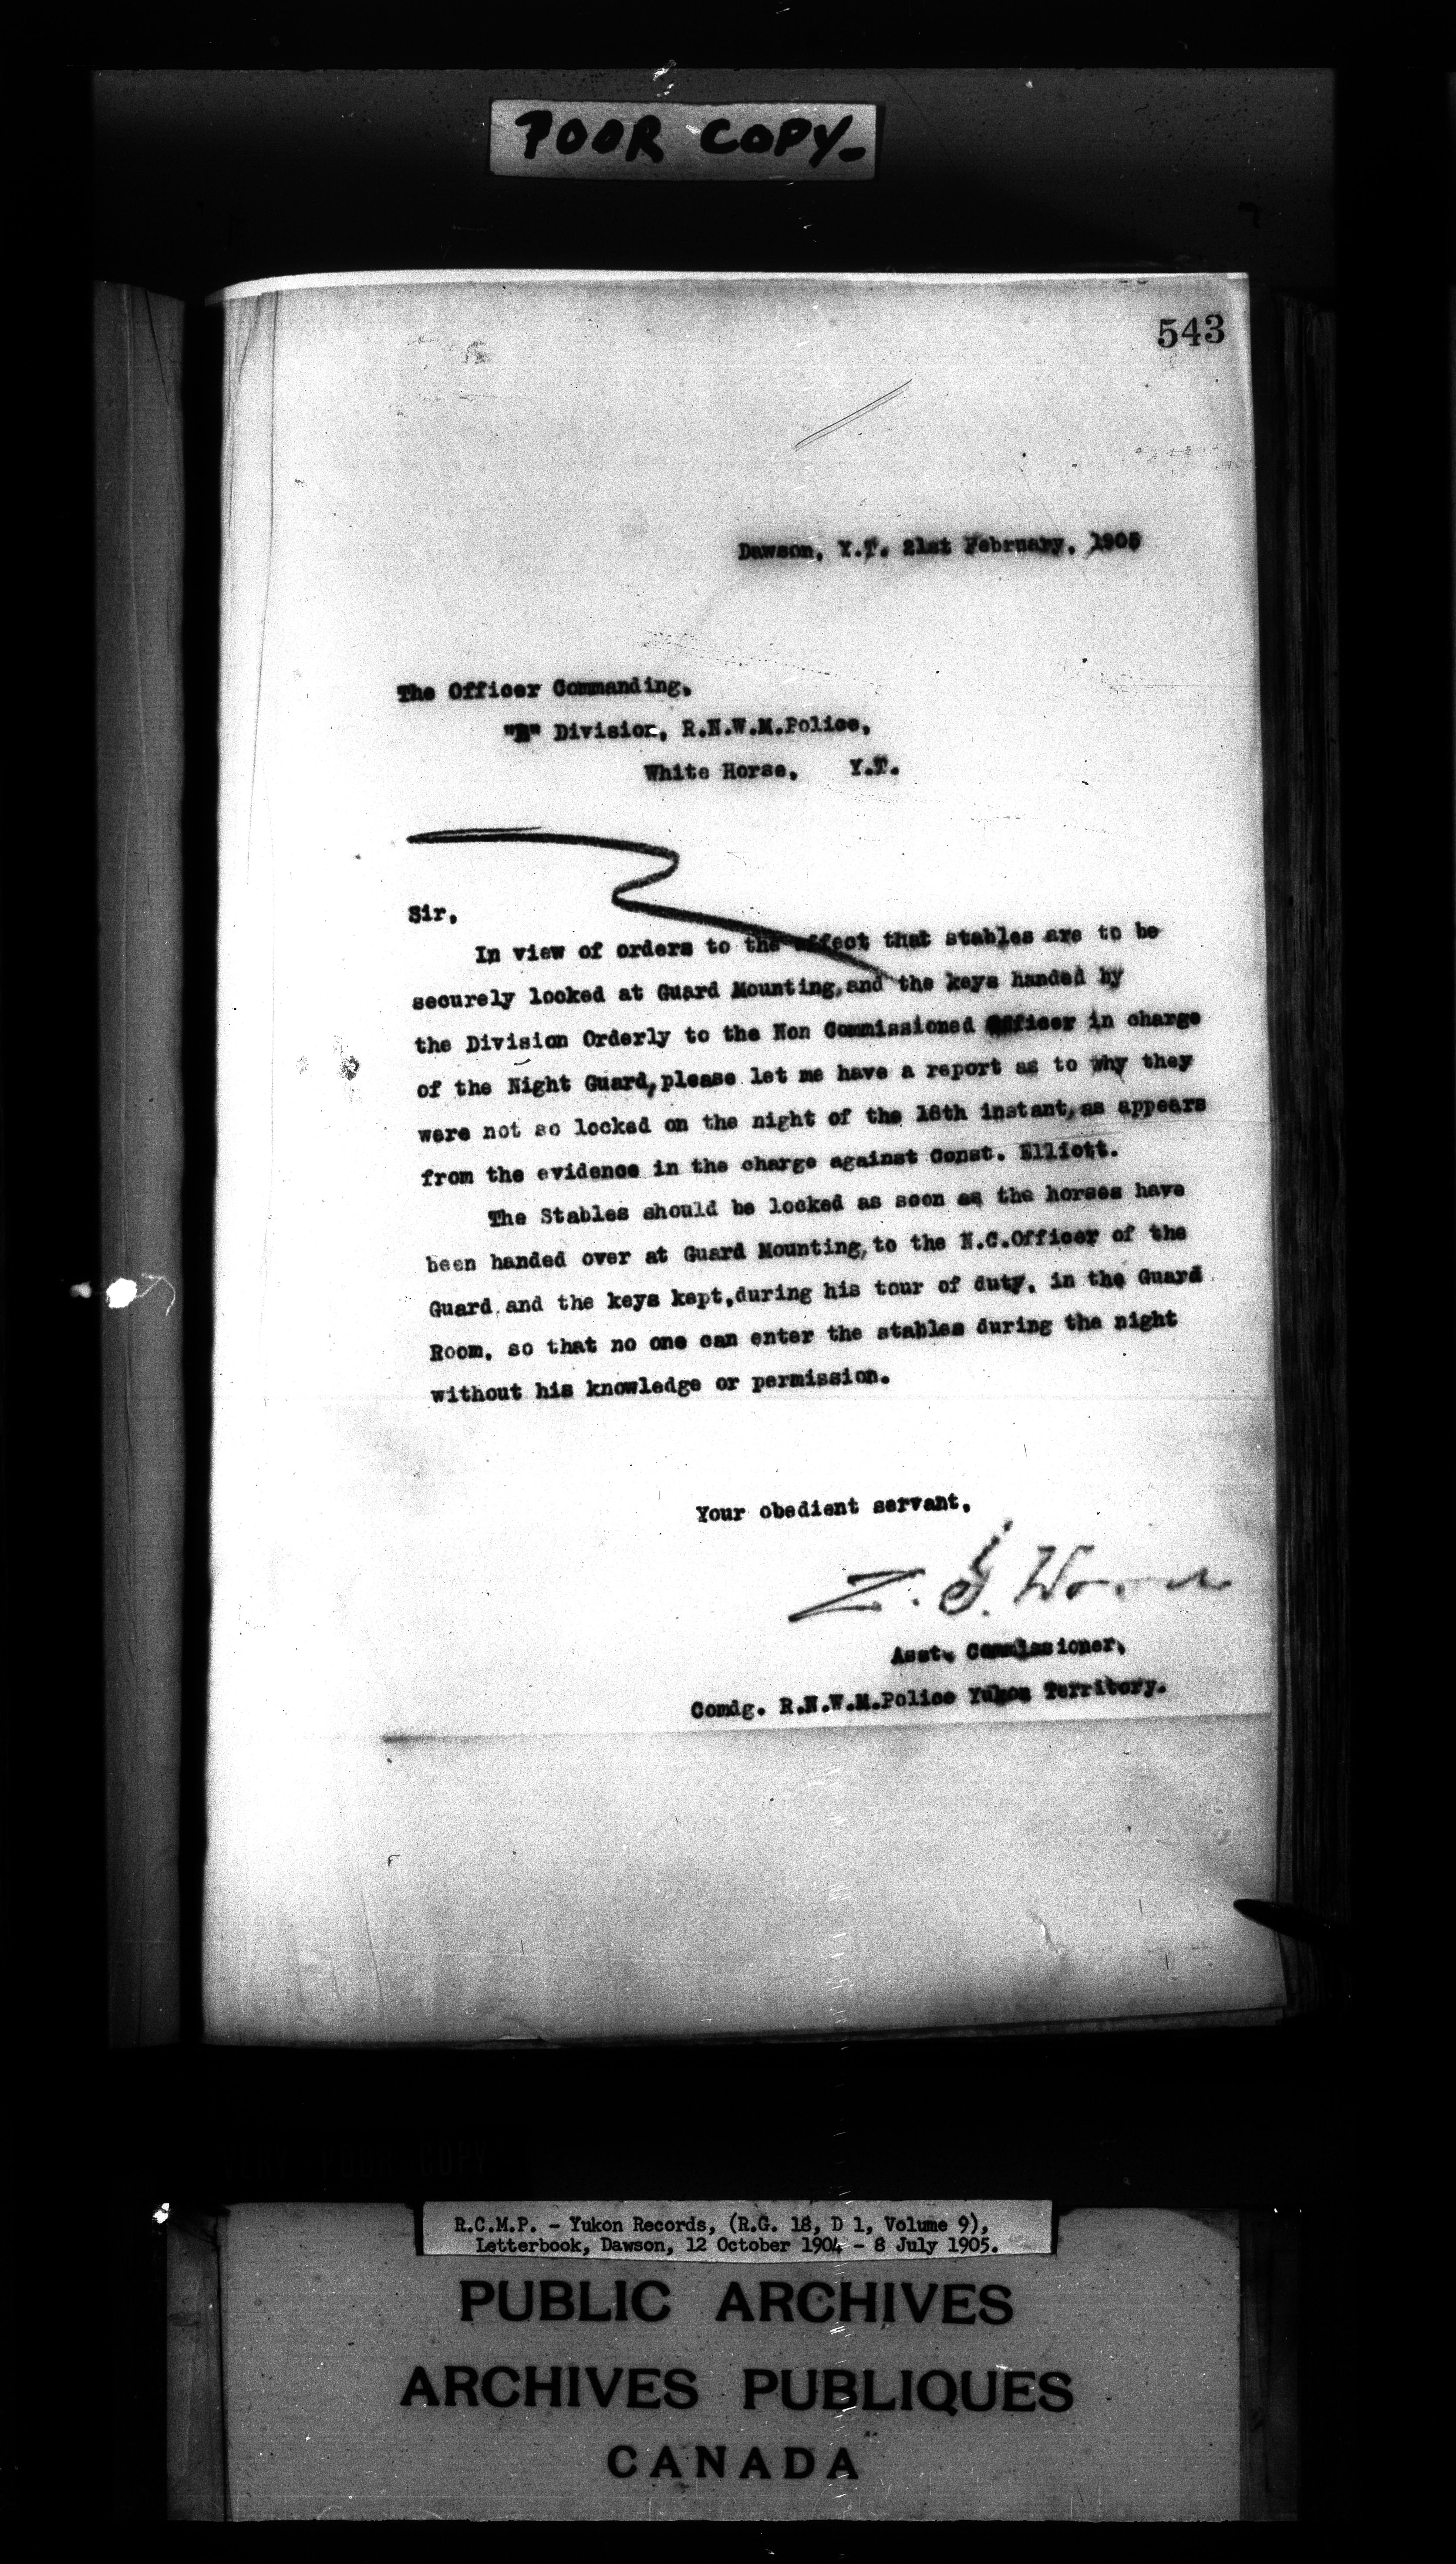 POOR COPY-
543
Dawson, Y.T. 21st February, 1905
The Officer Commanding,
" " Division, R.N.W.M.Police,
White Horse, Y.T.
Sir,
In view of orders to the effect that stables are to be
securely locked at Guard Mounting, and the keys handed by
the Division Orderly to the Non Commissioned Officer in charge
of the Night Guard, please let me have a report as to why they
were not so locked on the night of the 18th instant, as appears
from the evidence in the charge against Const. Elliott.
The Stables should be locked as soon as the horses have
been handed over at Guard Mounting, to the N.C.Officer of the
Guard, and the keys kept, during his tour of duty, in the Guard
Room, so that no one can enter the stables during the night
without his knowledge or permission.
Your obedient servant,
Z. T. Wood
Asst. Commissioner,
Comdg. R.N.W.M.Police Yukon Territory.
R.C.M.P. - Yukon Records, (R.G. 18, D 1, Volume 9),
Letterbook, Dawson, 12 October 1904 - 8 July 1905.
PUBLIC ARCHIVES
ARCHIVES PUBLIQUES
CANADA